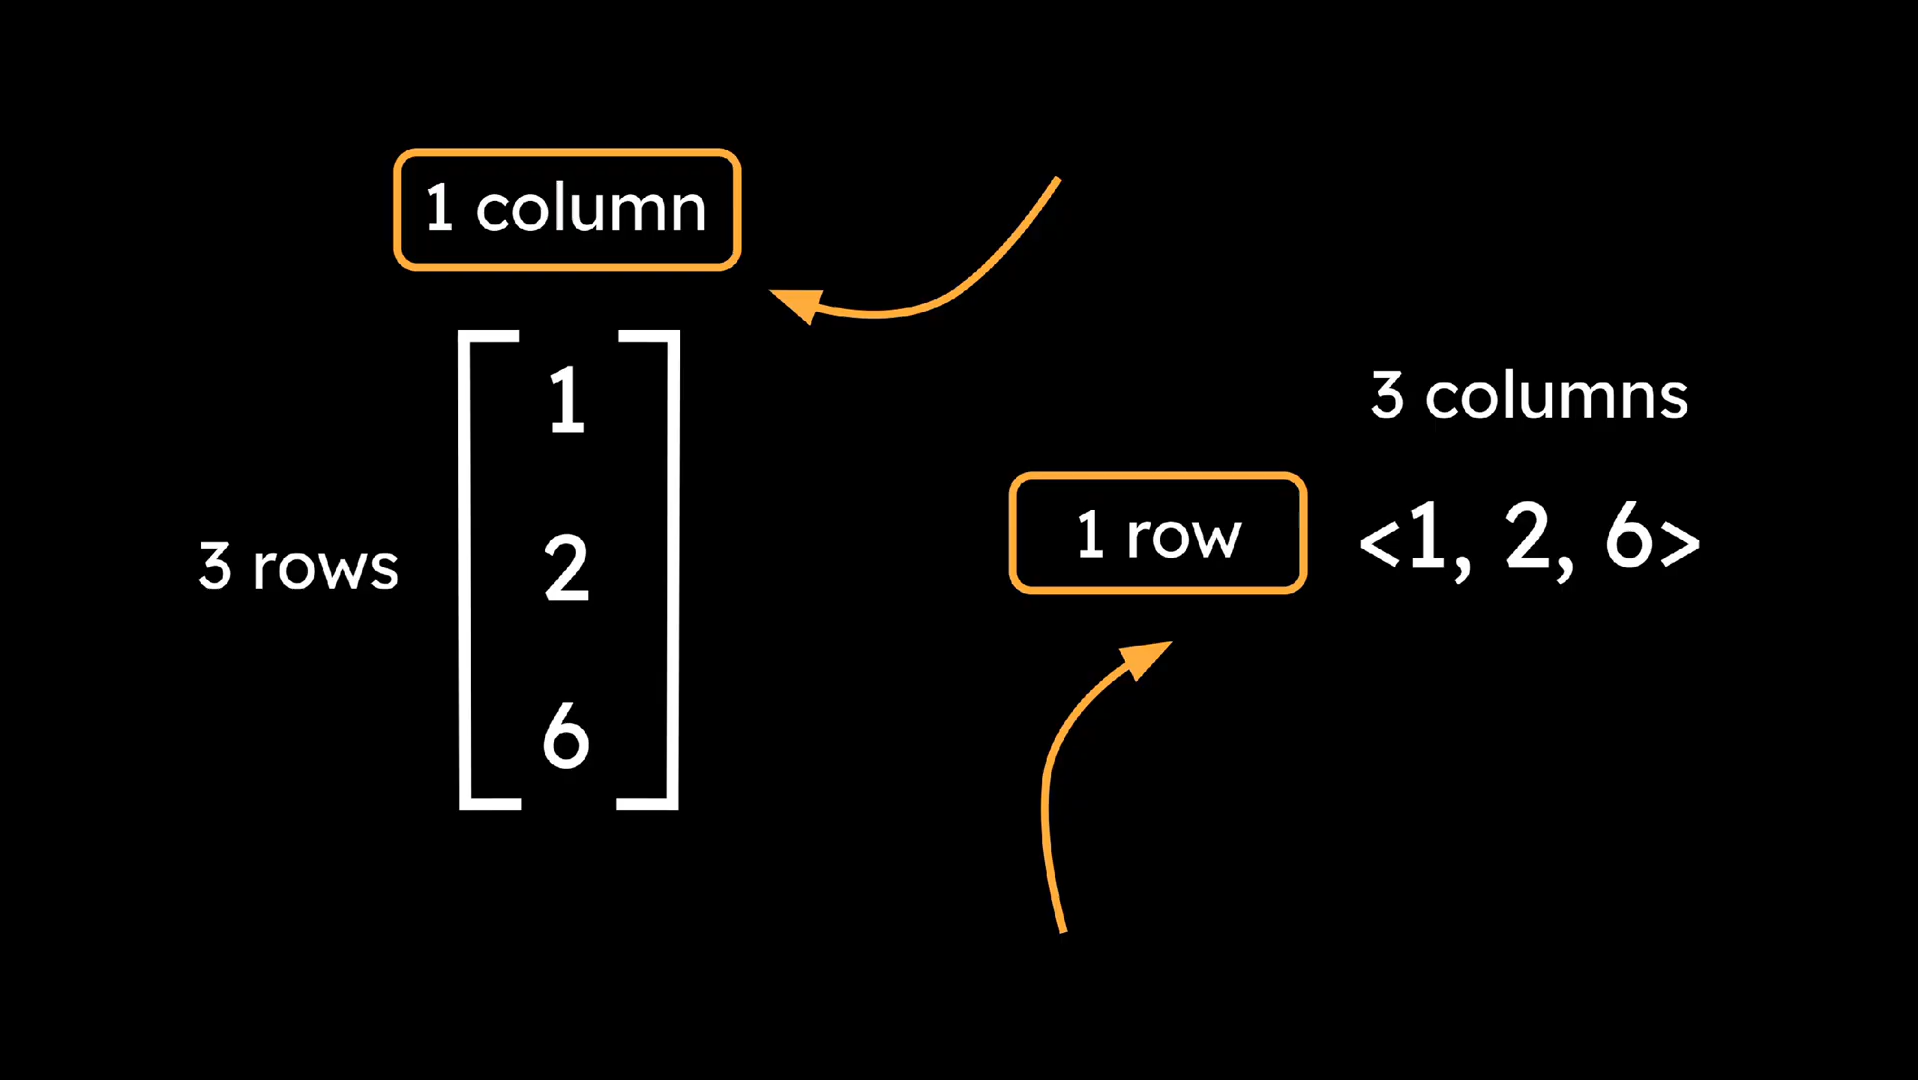 1 column
3 rows
1
2
6
3 columns
1 row
<1, 2, 6>